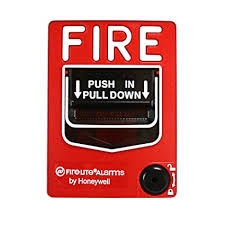 FIRE
PUSH IN
PULL DOWN
FIRE•LITE®ALARMS
by Honeywell